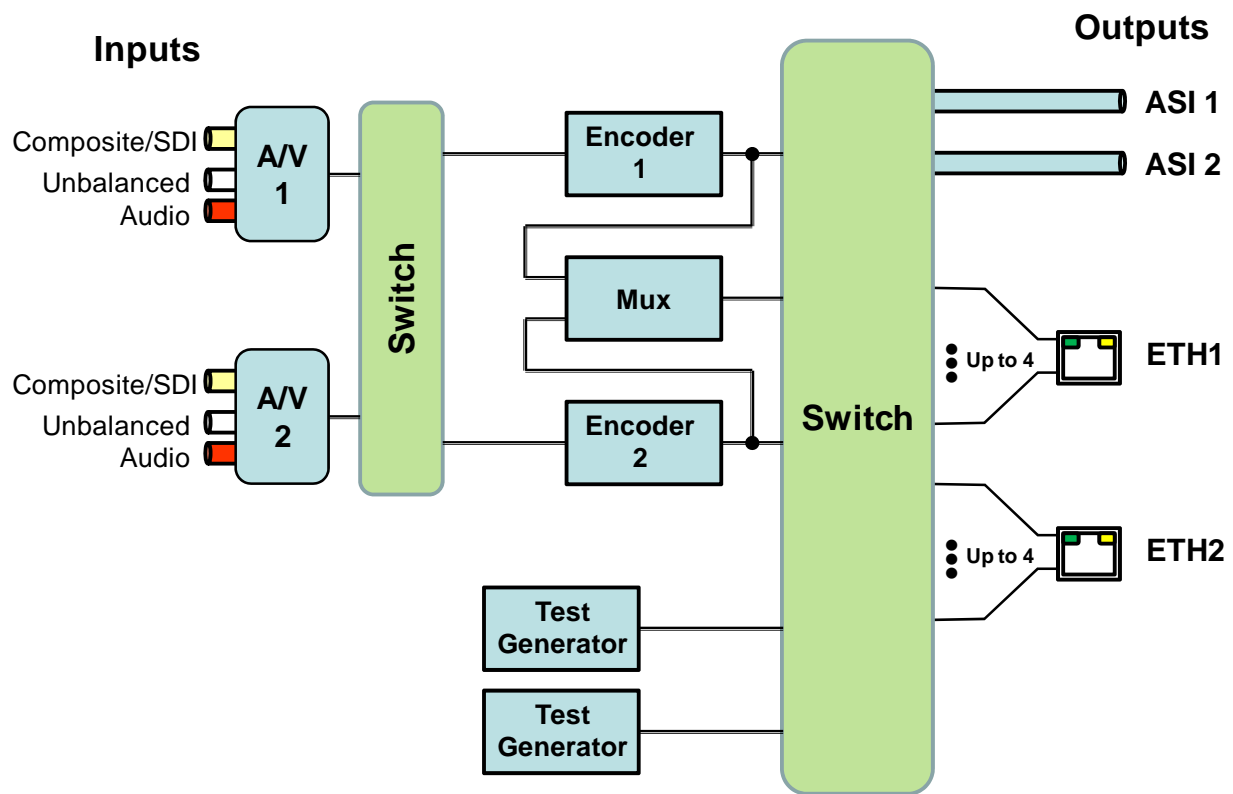 Inputs
Outputs
Composite/SDI
Unbalanced
Audio
A/V
1
Composite/SDI
Unbalanced
Audio
A/V
2
Switch
Encoder
1
Mux
Encoder
2
Test
Generator
Test
Generator
Switch
ASI 1
ASI 2
Up to 4
ETH1
Up to 4
ETH2